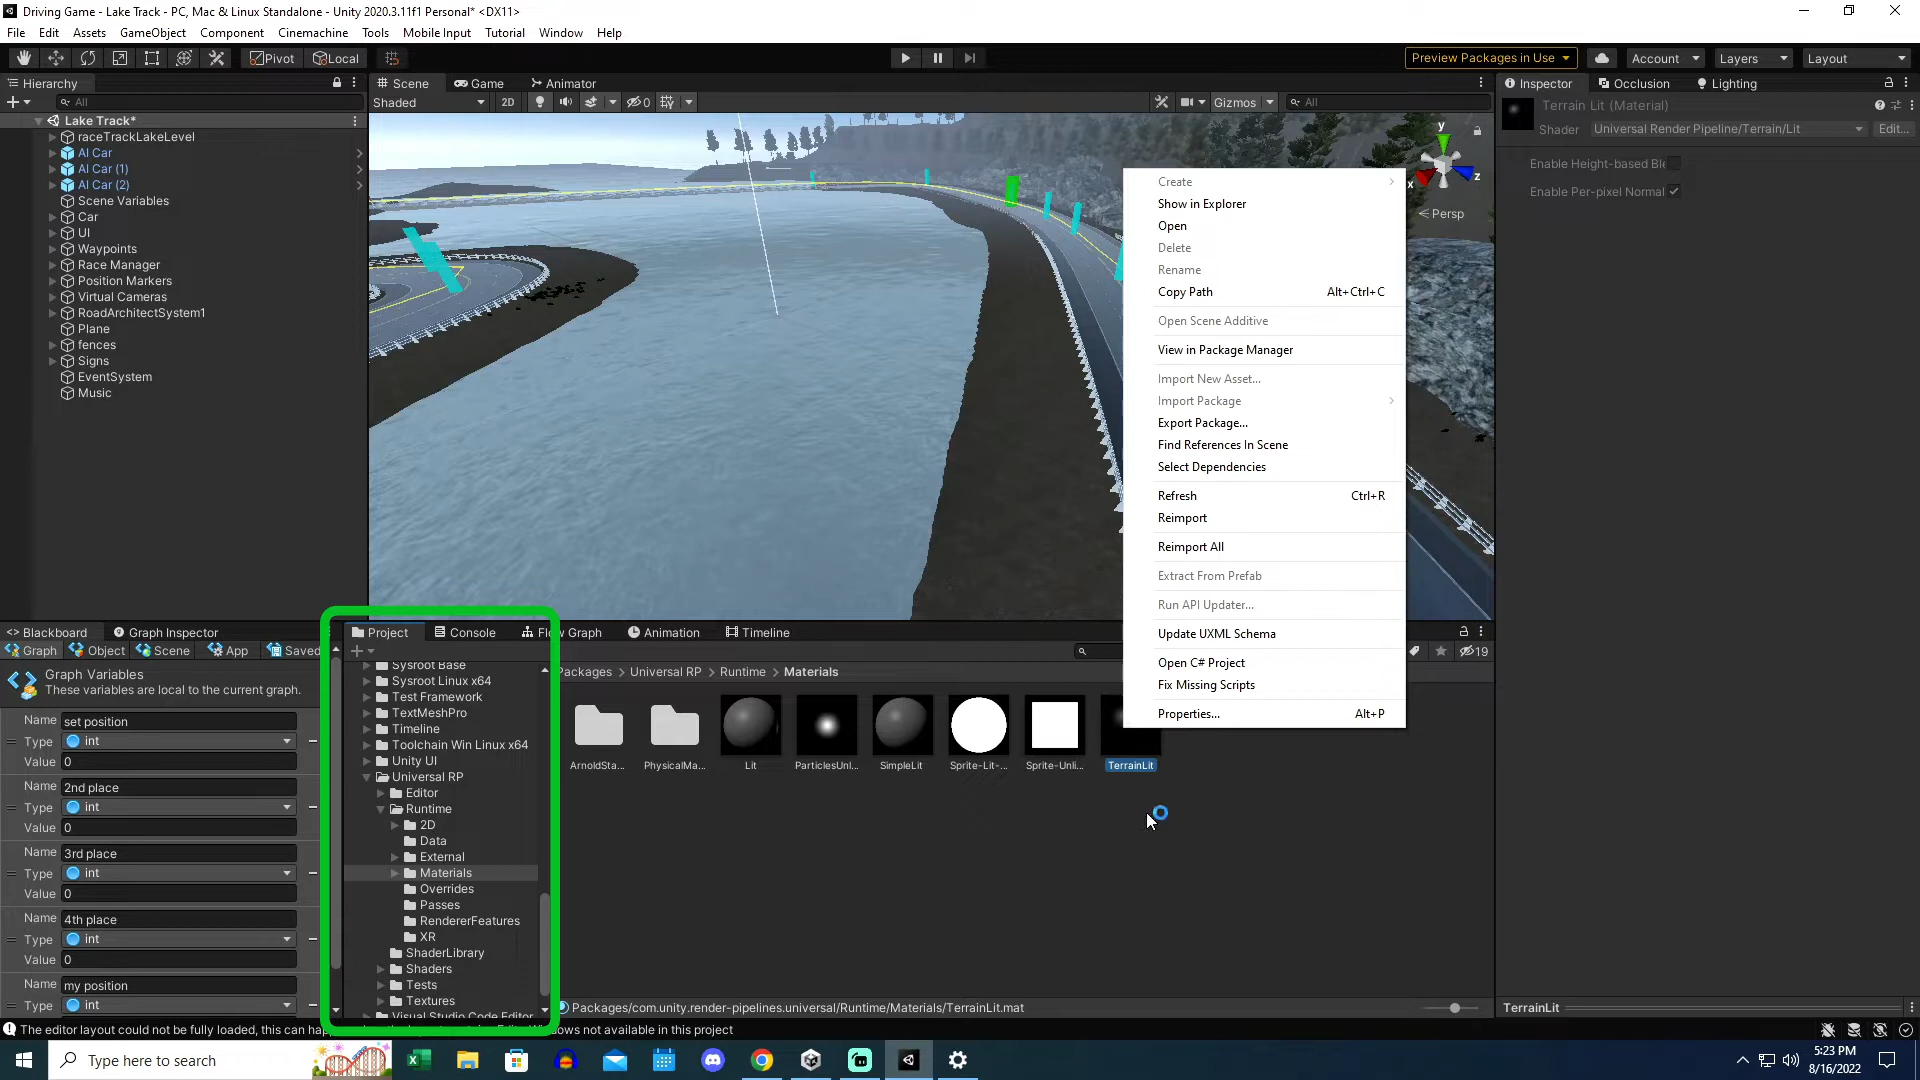 Driving Game - Lake Track - PC, Mac & Linux Standalone - Unity 2020.3.11f1 Personal* <DX11>
File Edit Assets GameObject Component Cinemachine Tools Mobile Input Tutorial Window Help
Pivot Local Preview Packages in Use Account Layers Layout
Hierarchy
All
Lake Track*
raceTrackLakeLevel
AI Car
AI Car (1)
AI Car (2)
Scene Variables
Car
UI
Waypoints
Race Manager
Position Markers
Virtual Cameras
RoadArchitectSystem1
Plane
fences
Signs
EventSystem
Music
Scene Game Animator
Shaded 2D 0 Gizmos All
y
x
z
Persp
Create
Show in Explorer
Open
Delete
Rename
Copy Path Alt+Ctrl+C
Open Scene Additive
View in Package Manager
Import New Asset...
Import Package
Export Package...
Find References In Scene
Select Dependencies
Refresh Ctrl+R
Reimport
Reimport All
Extract From Prefab
Run API Updater...
Update UXML Schema
Open C# Project
Fix Missing Scripts
Properties... Alt+P
Inspector Occlusion Lighting
Terrain Lit (Material)
Shader Universal Render Pipeline/Terrain/Lit Edit...
Enable Height-based Ble
Enable Per-pixel Normal
Blackboard Graph Inspector
Graph Object Scene App Saved
Graph Variables
These variables are local to the current graph.
Name set position
Type int
Value 0
Name 2nd place
Type int
Value 0
Name 3rd place
Type int
Value 0
Name 4th place
Type int
Value 0
Name my position
Type int
Project Console Flow Graph Animation Timeline
19
Sysroot Base
Sysroot Linux x64
Test Framework
TextMeshPro
Timeline
Toolchain Win Linux x64
Unity UI
Universal RP
Editor
Runtime
2D
Data
External
Materials
Overrides
Passes
RendererFeatures
XR
ShaderLibrary
Shaders
Tests
Textures
Visual Studio Code Editor
Packages > Universal RP > Runtime > Materials
ArnoldSta... PhysicalMa... Lit ParticlesUnl... SimpleLit Sprite-Lit-... Sprite-Unli... TerrainLit
Packages/com.unity.render-pipelines.universal/Runtime/Materials/TerrainLit.mat
TerrainLit
The editor layout could not be fully loaded, this can happ
ows not available in this project
Type here to search
5:23 PM
8/16/2022